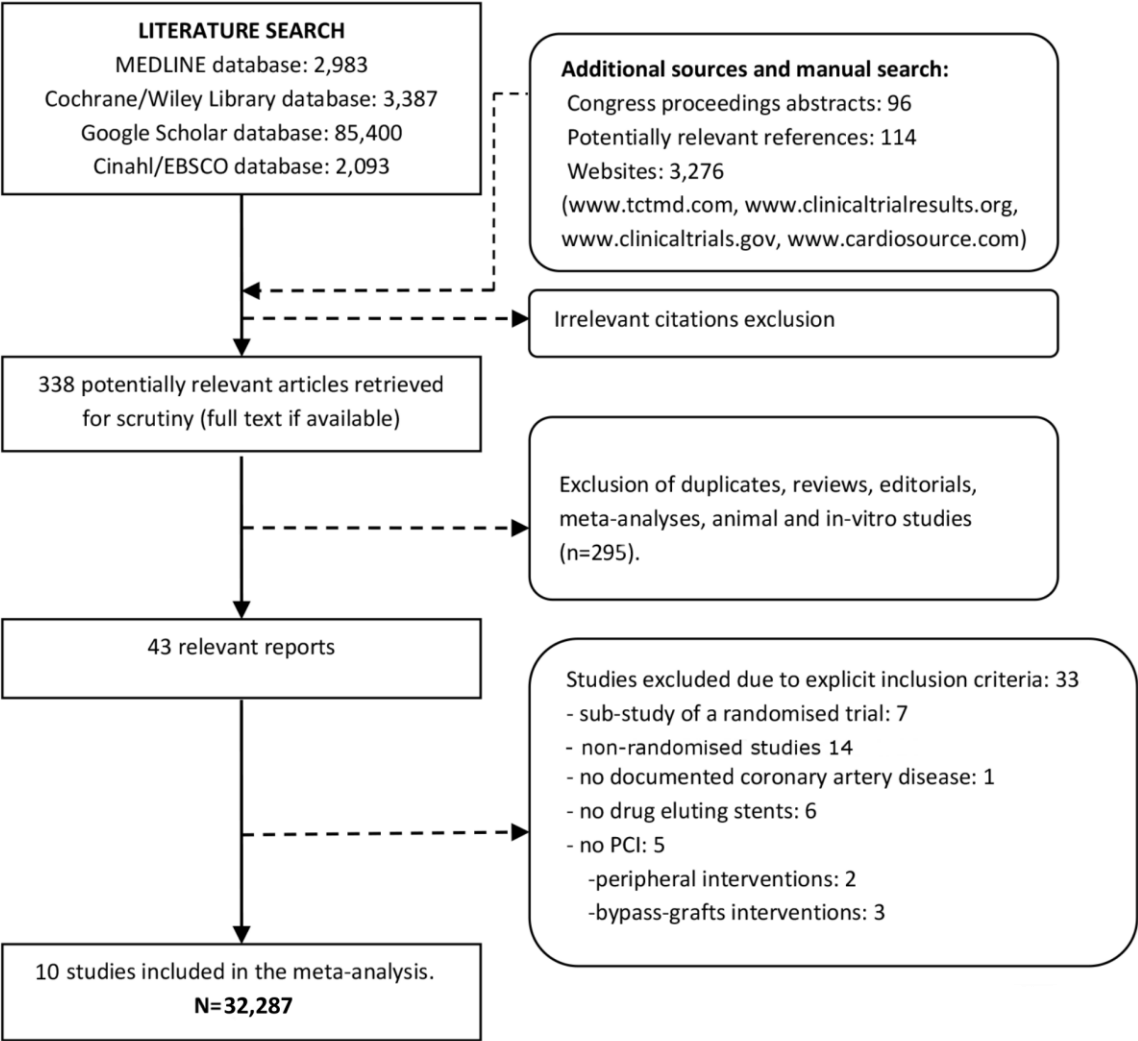 LITERATURE SEARCH
MEDLINE database: 2,983
Cochrane/Wiley Library database: 3,387
Google Scholar database: 85,400
Cinahl/EBSCO database: 2,093
Additional sources and manual search:
Congress proceedings abstracts: 96
Potentially relevant references: 114
Websites: 3,276
(www.tctmd.com, www.clinicaltrialresults.org,
www.clinicaltrials.gov, www.cardiosource.com)
Irrelevant citations exclusion
338 potentially relevant articles retrieved
for scrutiny (full text if available)
Exclusion of duplicates, reviews, editorials,
meta-analyses, animal and in-vitro studies
(n=295).
43 relevant reports
Studies excluded due to explicit inclusion criteria: 33
- sub-study of a randomised trial: 7
- non-randomised studies 14
- no documented coronary artery disease: 1
- no drug eluting stents: 6
- no PCI: 5
-peripheral interventions: 2
-bypass-grafts interventions: 3
10 studies included in the meta-analysis.
N=32,287